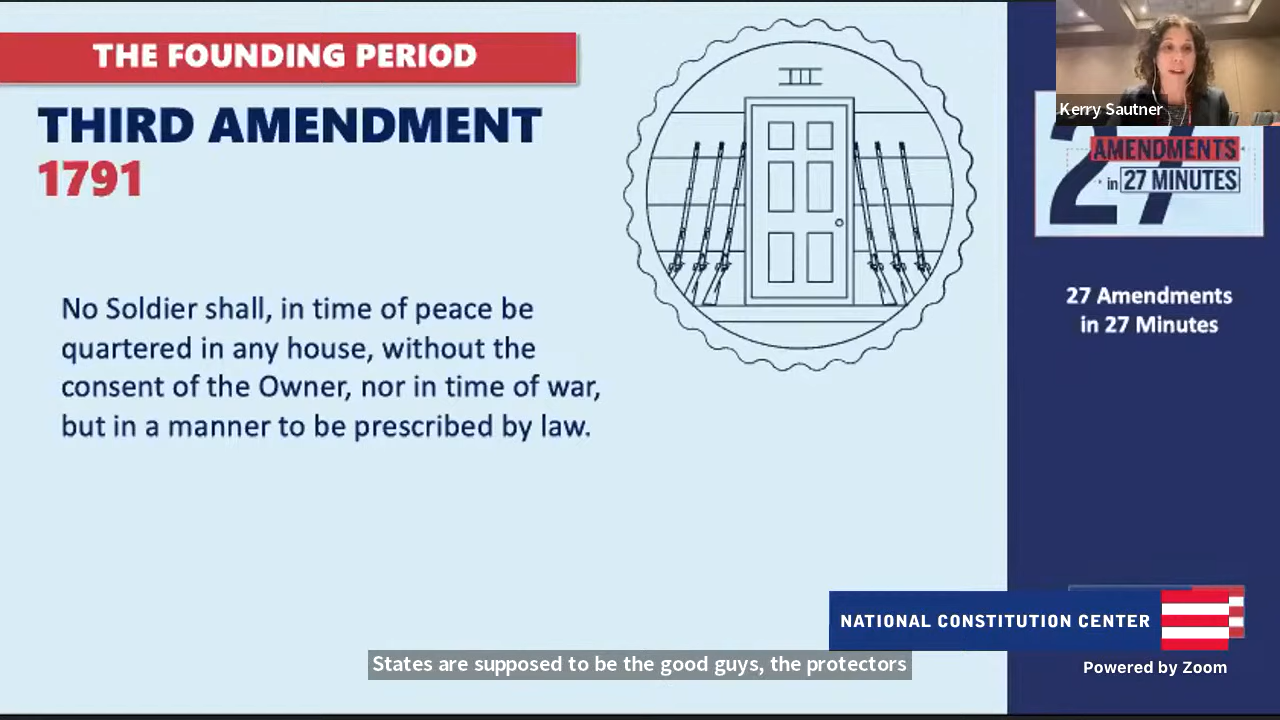 THE FOUNDING PERIOD
THIRD AMENDMENT
1791
No Soldier shall, in time of peace be
quartered in any house, without the
consent of the Owner, nor in time of war,
but in a manner to be prescribed by law.
III
Kerry Sautner
27
AMENDMENTS
in 27 MINUTES
27 Amendments
in 27 Minutes
NATIONAL CONSTITUTION CENTER
States are supposed to be the good guys, the protectors
Powered by Zoom